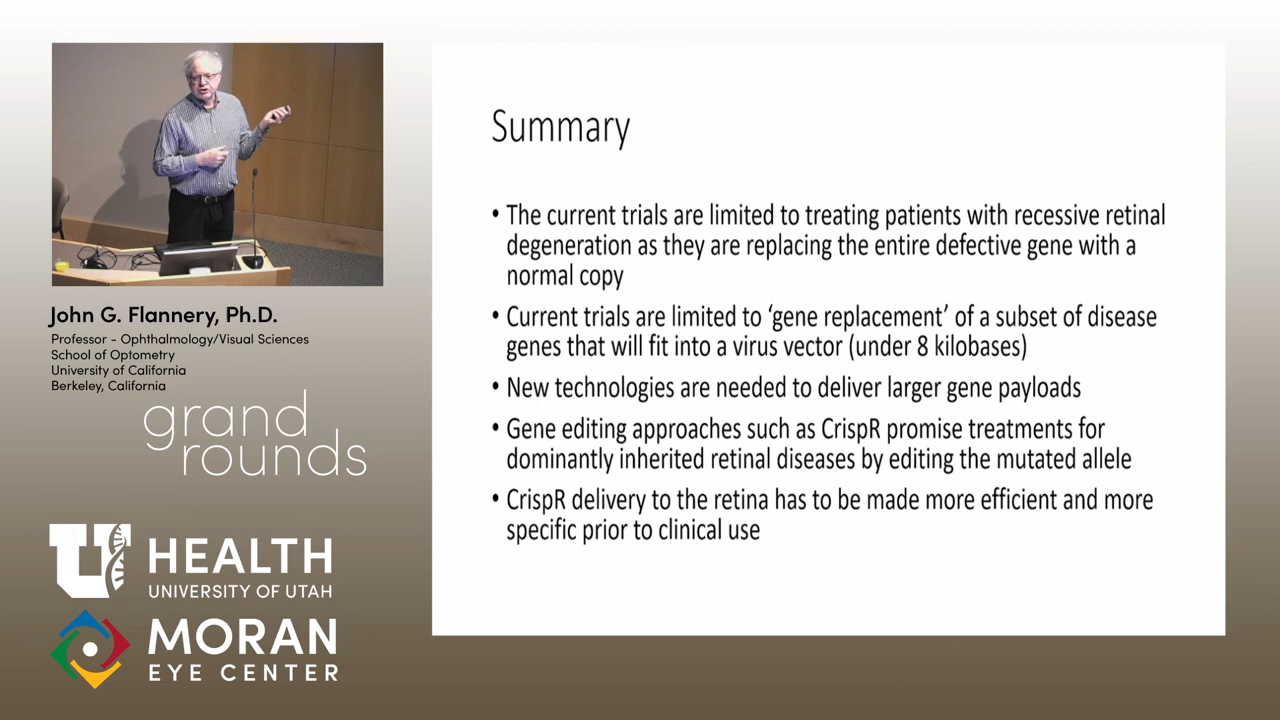 John G. Flannery, Ph.D.
Professor - Ophthalmology/Visual Sciences
School of Optometry
University of California
Berkeley, California
grand
rounds
U HEALTH
UNIVERSITY OF UTAH
MORAN
EYE CENTER
Summary
• The current trials are limited to treating patients with recessive retinal
degeneration as they are replacing the entire defective gene with a
normal copy
• Current trials are limited to ‘gene replacement’ of a subset of disease
genes that will fit into a virus vector (under 8 kilobases)
• New technologies are needed to deliver larger gene payloads
• Gene editing approaches such as CrispR promise treatments for
dominantly inherited retinal diseases by editing the mutated allele
• CrispR delivery to the retina has to be made more efficient and more
specific prior to clinical use